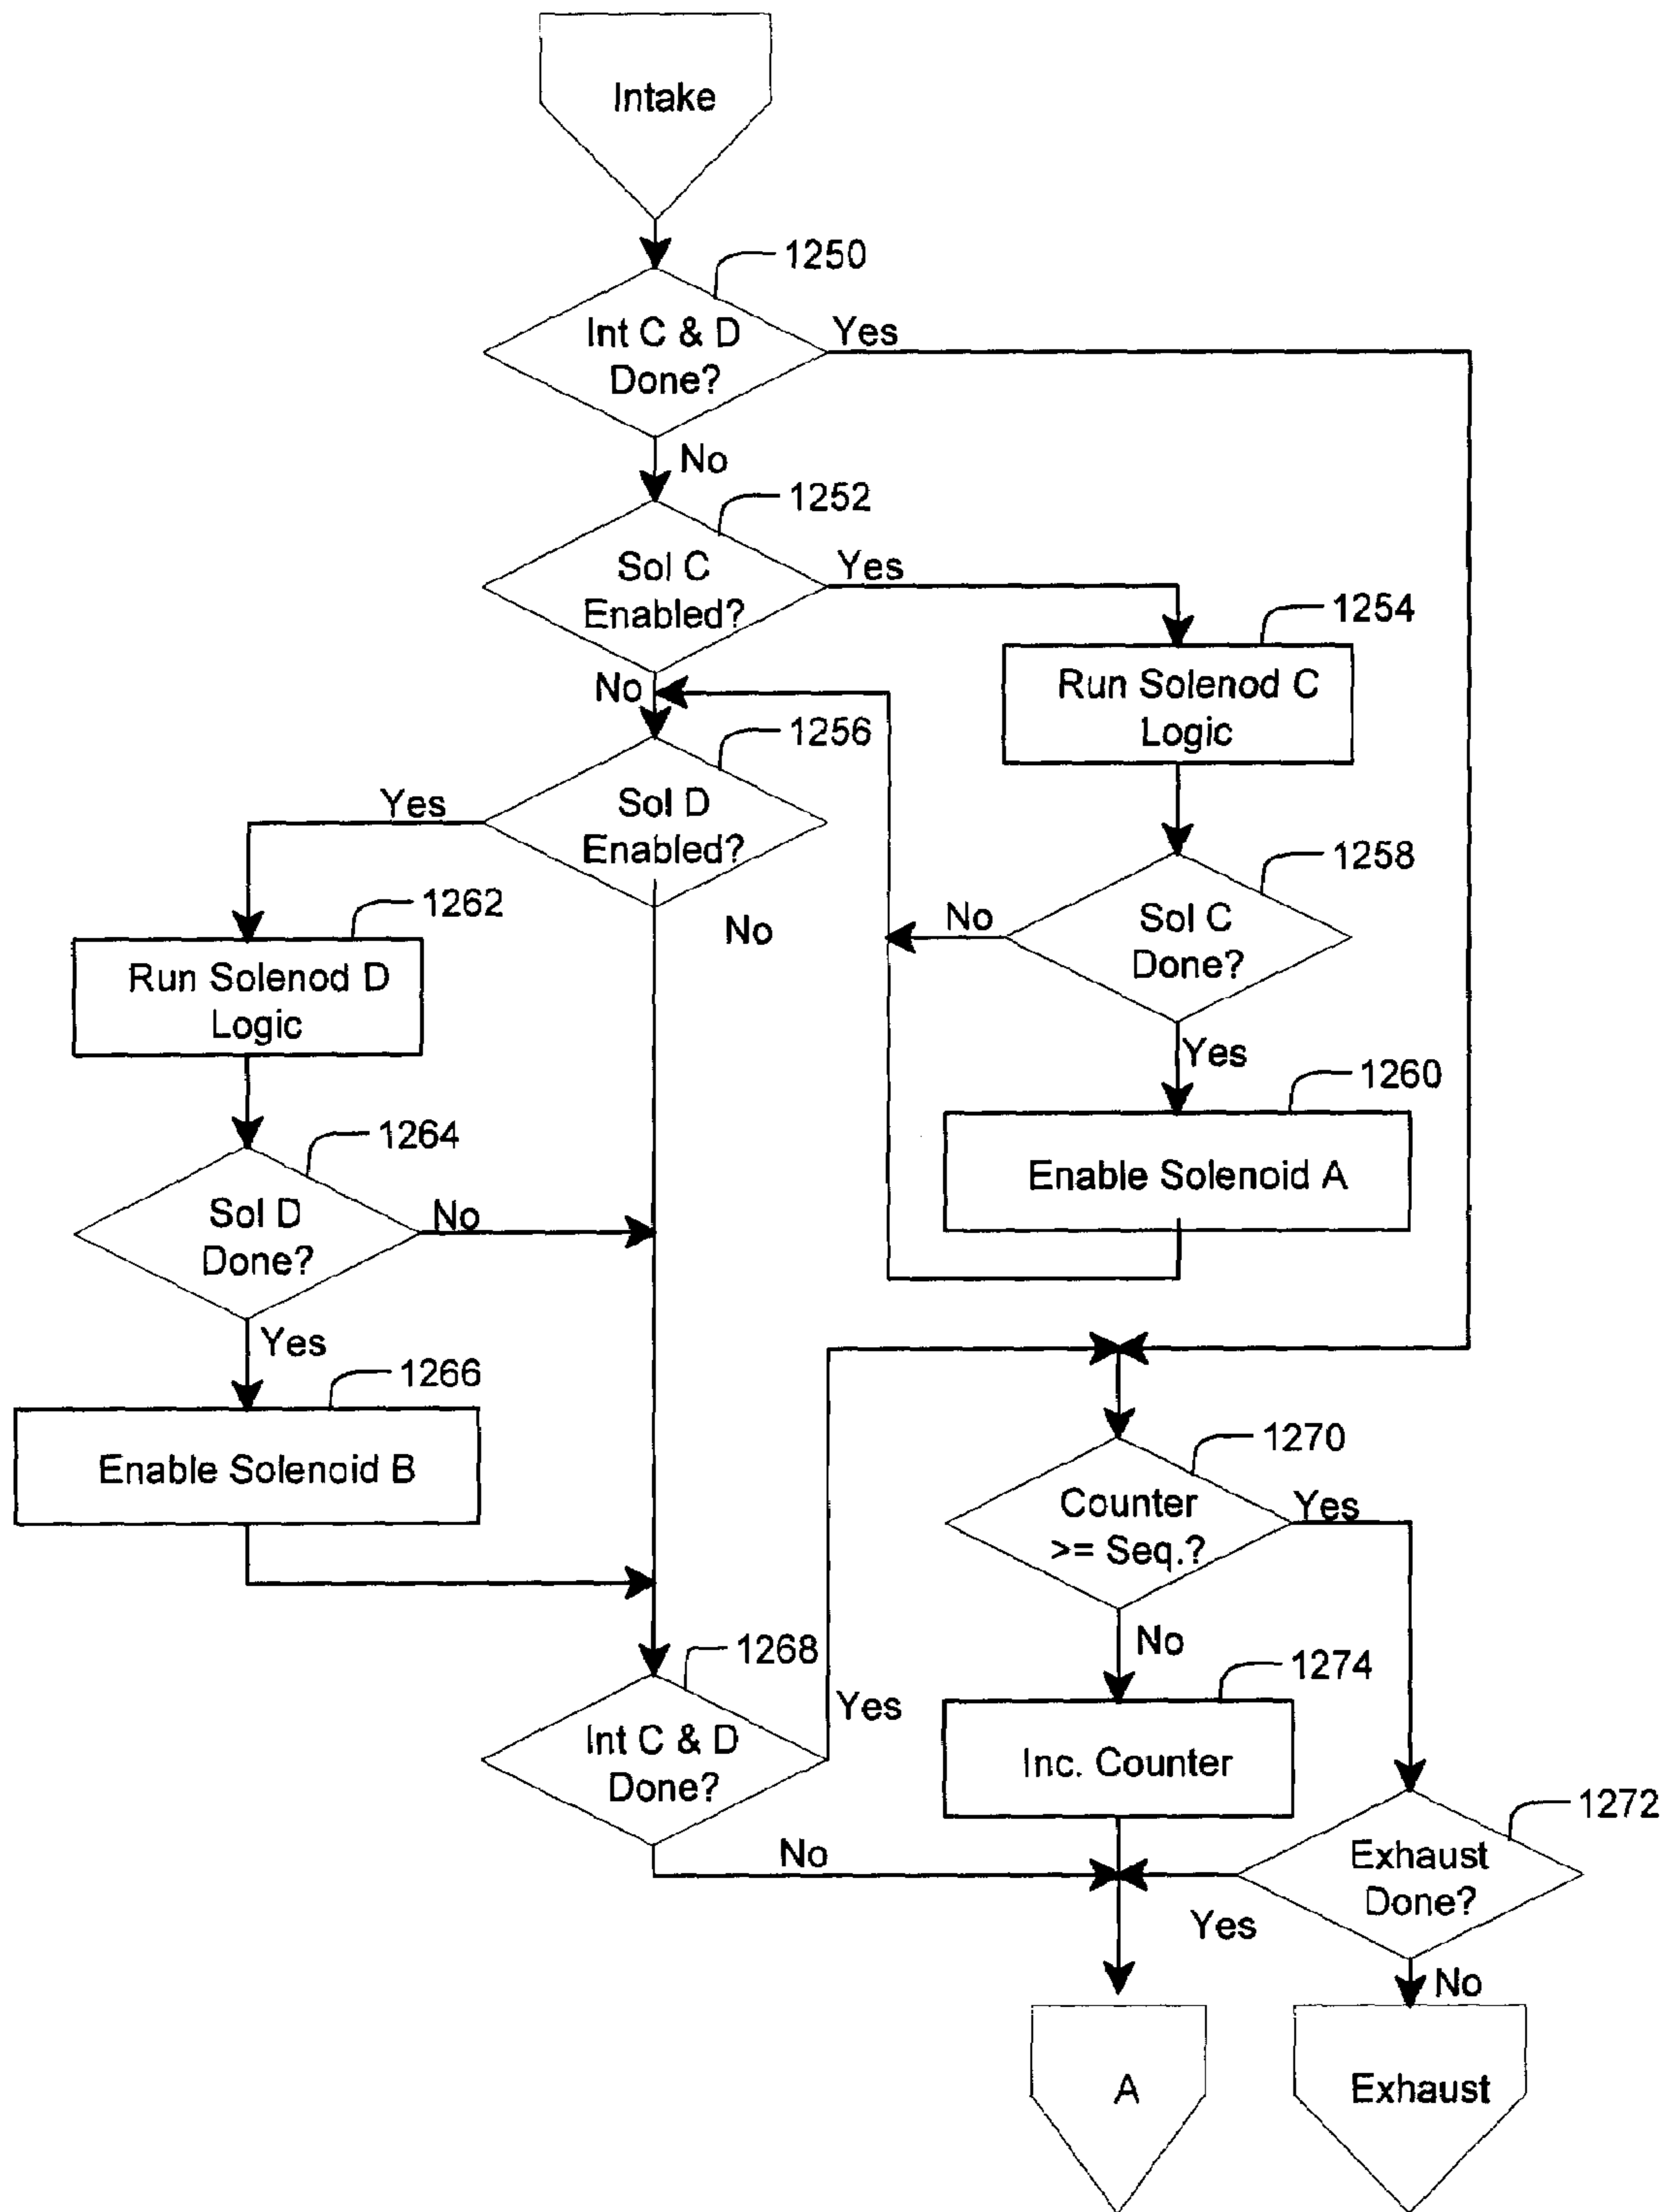 Intake
1250
Int C & D
Done?
Yes
No
1252
Sol C
Enabled?
Yes
1254
Run Solenod C
Logic
No
1256
Sol D
Enabled?
Yes
No
1258
Sol C
Done?
No
Yes
1262
Run Solenod D
Logic
1260
Enable Solenoid A
1264
Sol D
Done?
No
Yes
1266
Enable Solenoid B
1270
Counter
>= Seq.?
Yes
No
1268
Int C & D
Done?
Yes
No
1274
Inc. Counter
1272
Exhaust
Done?
Yes
No
A
Exhaust